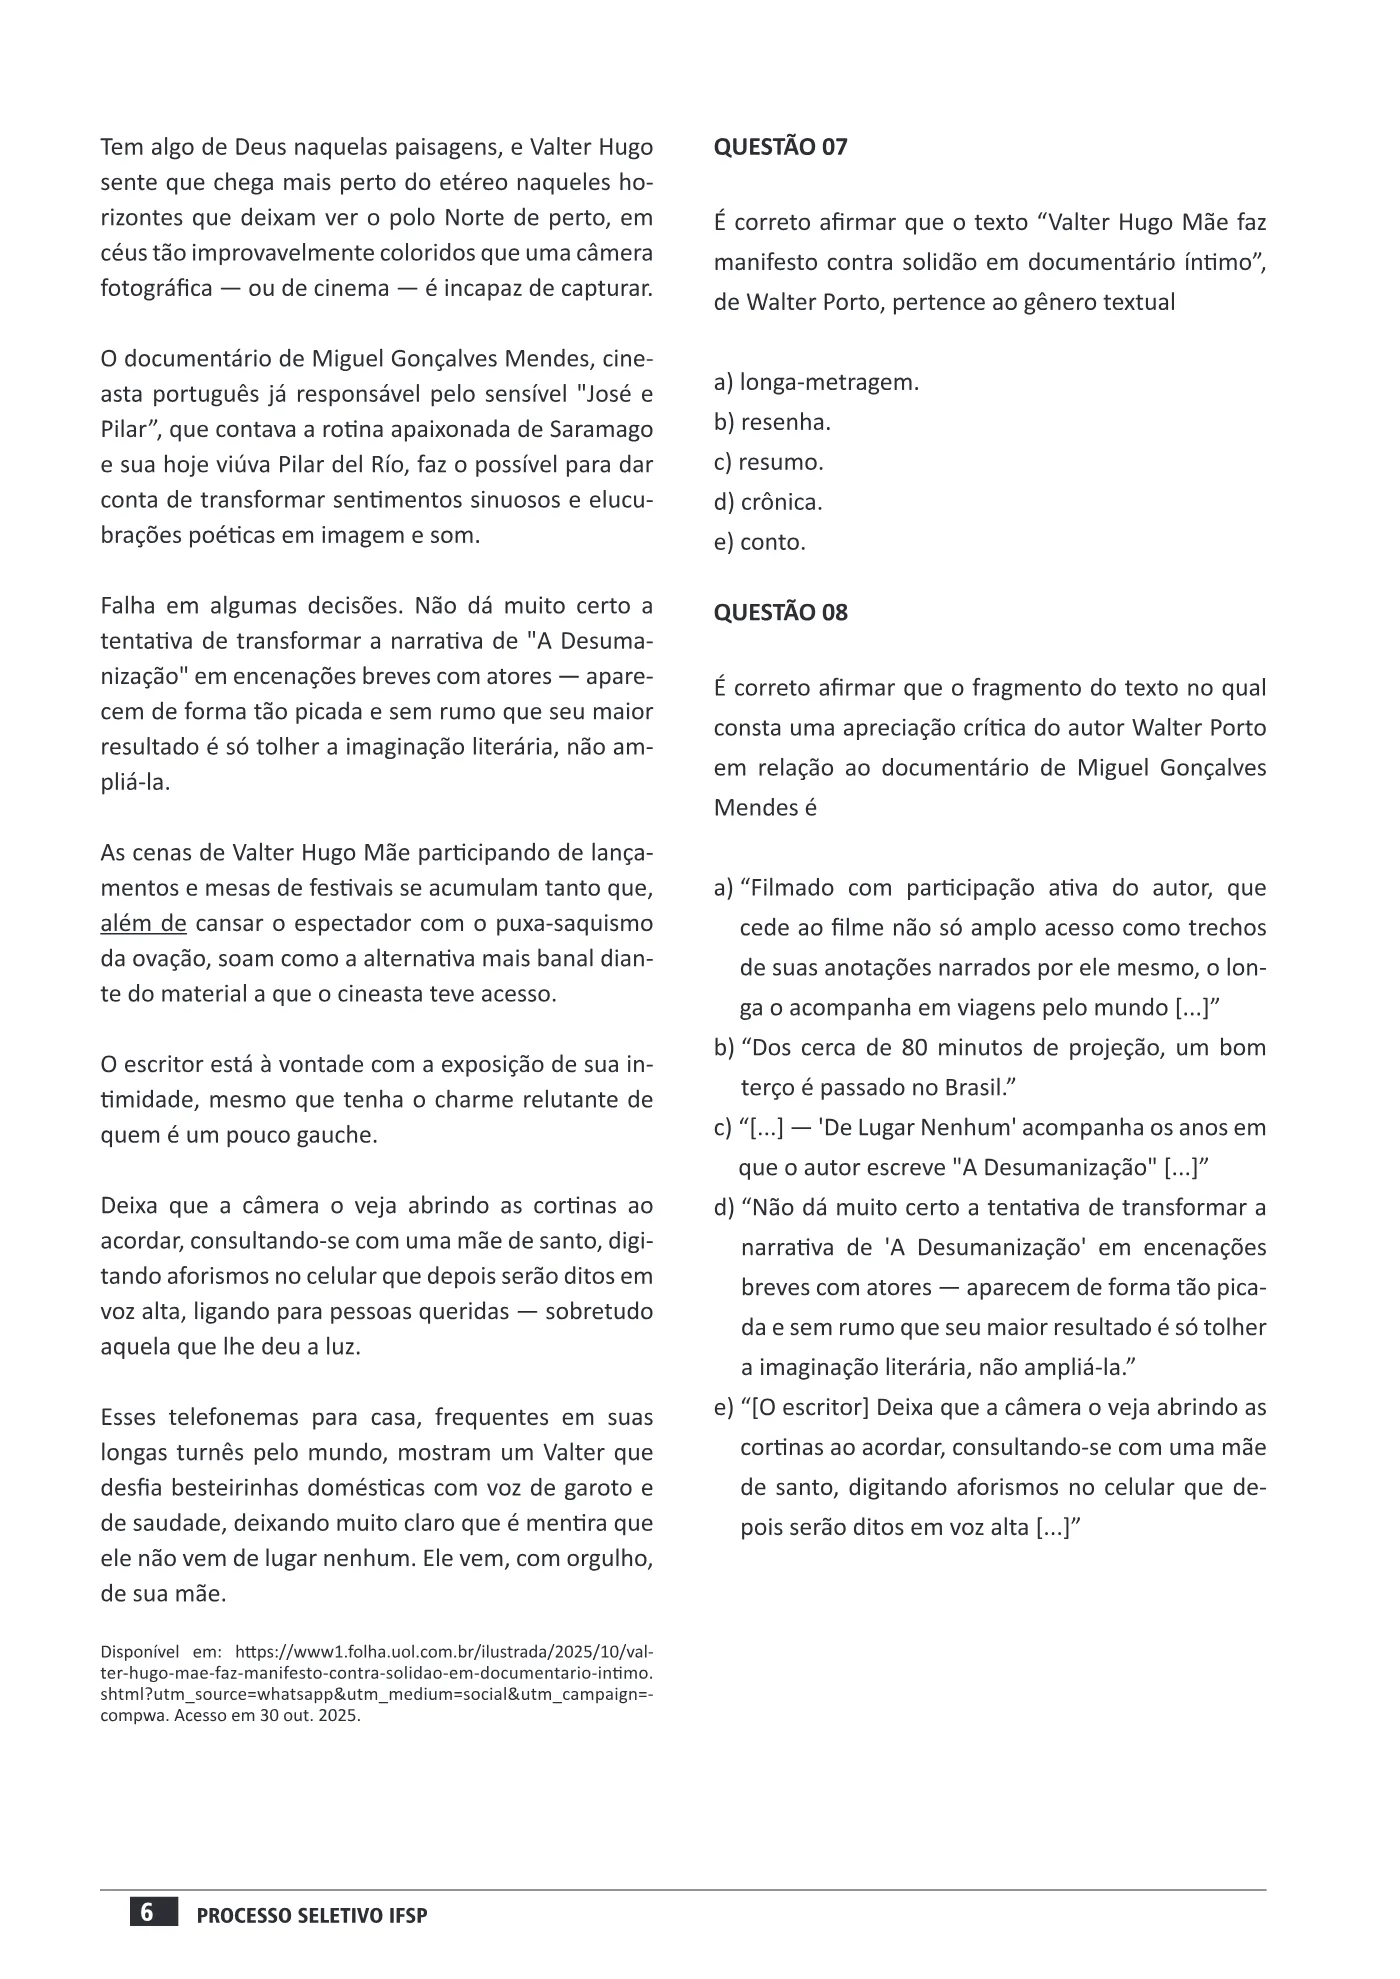 Tem algo de Deus naquelas paisagens, e Valter Hugo
sente que chega mais perto do etéreo naqueles ho-
rizontes que deixam ver o polo Norte de perto, em
céus tão improvavelmente coloridos que uma câmera
fotográfica — ou de cinema — é incapaz de capturar.
O documentário de Miguel Gonçalves Mendes, cine-
asta português já responsável pelo sensível "José e
Pilar”, que contava a rotina apaixonada de Saramago
e sua hoje viúva Pilar del Río, faz o possível para dar
conta de transformar sentimentos sinuosos e elucu-
brações poéticas em imagem e som.
Falha em algumas decisões. Não dá muito certo a
tentativa de transformar a narrativa de "A Desuma-
nização" em encenações breves com atores — apare-
cem de forma tão picada e sem rumo que seu maior
resultado é só tolher a imaginação literária, não am-
pliá-la.
As cenas de Valter Hugo Mãe participando de lança-
mentos e mesas de festivais se acumulam tanto que,
além de cansar o espectador com o puxa-saquismo
da ovação, soam como a alternativa mais banal dian-
te do material a que o cineasta teve acesso.
O escritor está à vontade com a exposição de sua in-
timidade, mesmo que tenha o charme relutante de
quem é um pouco gauche.
Deixa que a câmera o veja abrindo as cortinas ao
acordar, consultando-se com uma mãe de santo, digi-
tando aforismos no celular que depois serão ditos em
voz alta, ligando para pessoas queridas — sobretudo
aquela que lhe deu a luz.
Esses telefonemas para casa, frequentes em suas
longas turnês pelo mundo, mostram um Valter que
desfia besteirinhas domésticas com voz de garoto e
de saudade, deixando muito claro que é mentira que
ele não vem de lugar nenhum. Ele vem, com orgulho,
de sua mãe.
Disponível em: https://www1.folha.uol.com.br/ilustrada/2025/10/val-
ter-hugo-mae-faz-manifesto-contra-solidao-em-documentario-intimo.
shtml?utm_source=whatsapp&utm_medium=social&utm_campaign=-
compwa. Acesso em 30 out. 2025.
QUESTÃO 07
É correto afirmar que o texto “Valter Hugo Mãe faz
manifesto contra solidão em documentário íntimo”,
de Walter Porto, pertence ao gênero textual
a) longa-metragem.
b) resenha.
c) resumo.
d) crônica.
e) conto.
QUESTÃO 08
É correto afirmar que o fragmento do texto no qual
consta uma apreciação crítica do autor Walter Porto
em relação ao documentário de Miguel Gonçalves
Mendes é
a) “Filmado com participação ativa do autor, que
cede ao filme não só amplo acesso como trechos
de suas anotações narrados por ele mesmo, o lon-
ga o acompanha em viagens pelo mundo [...]”
b) “Dos cerca de 80 minutos de projeção, um bom
terço é passado no Brasil.”
c) “[...] — 'De Lugar Nenhum' acompanha os anos em
que o autor escreve "A Desumanização" [...]”
d) “Não dá muito certo a tentativa de transformar a
narrativa de 'A Desumanização' em encenações
breves com atores — aparecem de forma tão pica-
da e sem rumo que seu maior resultado é só tolher
a imaginação literária, não ampliá-la.”
e) “[O escritor] Deixa que a câmera o veja abrindo as
cortinas ao acordar, consultando-se com uma mãe
de santo, digitando aforismos no celular que de-
pois serão ditos em voz alta [...]”
6 PROCESSO SELETIVO IFSP